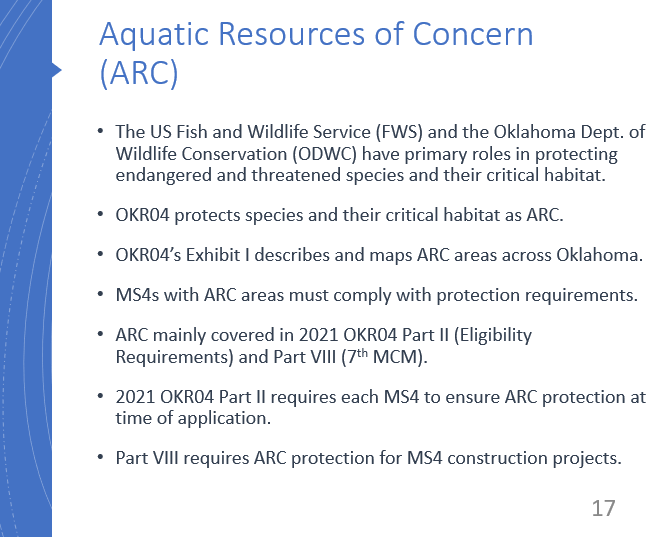 Aquatic Resources of Concern
(ARC)
• The US Fish and Wildlife Service (FWS) and the Oklahoma Dept. of
Wildlife Conservation (ODWC) have primary roles in protecting
endangered and threatened species and their critical habitat.
• OKR04 protects species and their critical habitat as ARC.
• OKR04’s Exhibit I describes and maps ARC areas across Oklahoma.
• MS4s with ARC areas must comply with protection requirements.
• ARC mainly covered in 2021 OKR04 Part II (Eligibility
Requirements) and Part VIII (7th MCM).
• 2021 OKR04 Part II requires each MS4 to ensure ARC protection at
time of application.
• Part VIII requires ARC protection for MS4 construction projects.
17